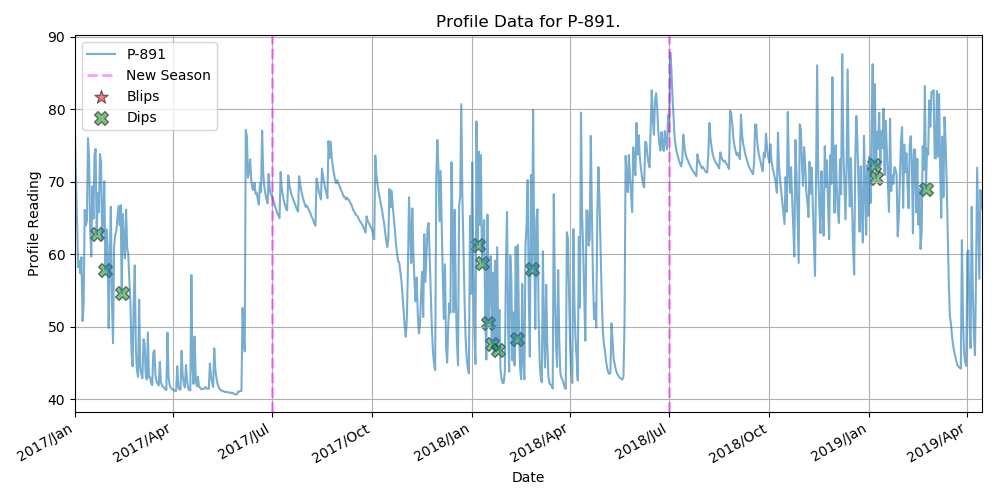 Profile Data for P-891.
P-891
New Season
Blips
Dips
Profile Reading
90
80
70
60
50
40
2017/Jan
2017/Apr
2017/Jul
2017/Oct
2018/Jan
2018/Apr
2018/Jul
2018/Oct
2019/Jan
2019/Apr
Date